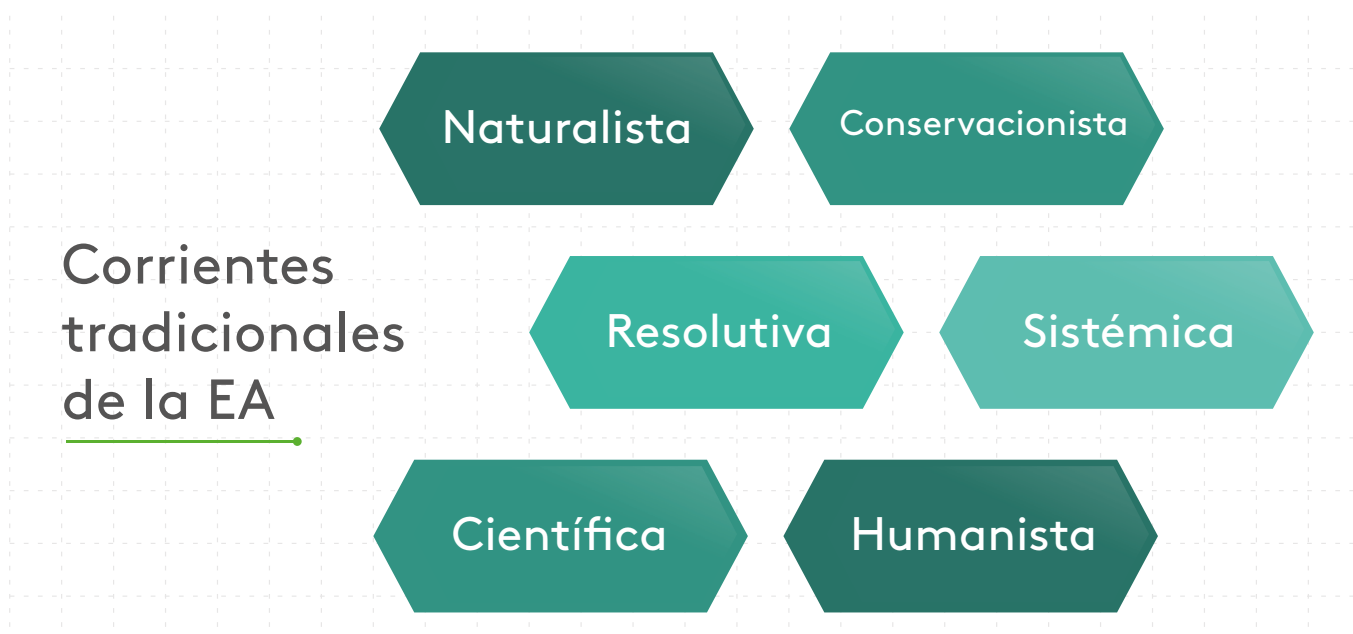 Corrientes
tradicionales
de la EA
Naturalista
Conservacionista
Resolutiva
Sistémica
Científica
Humanista